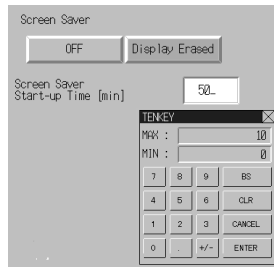 Screen Saver
OFF
Display Erased
Screen Saver
Start-up Time [min]
50_
TENKEY
MAX : 10
MIN : 0
7 8 9 BS
4 5 6 CLR
1 2 3 CANCEL
0 . +/- ENTER